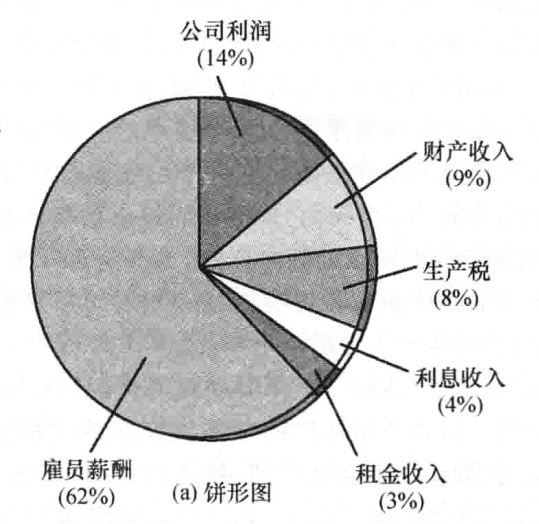 公司利润
(14%)
财产收入
(9%)
生产税
(8%)
利息收入
(4%)
租金收入
(3%)
雇员薪酬
(62%)
(a) 饼形图